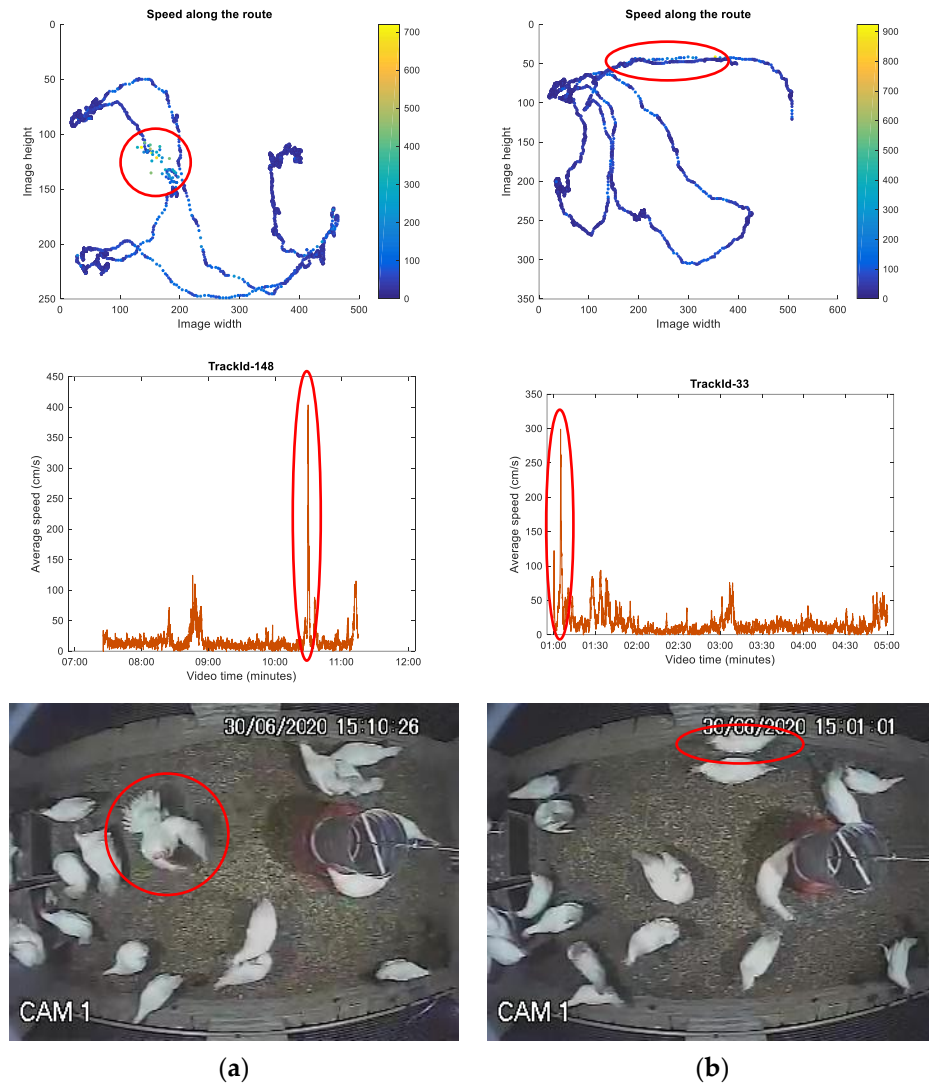 Speed along the route
0
50
100
150
200
250
Image height
0 100 200 300 400 500
Image width
700
600
500
400
300
200
100
0
Speed along the route
0
50
100
150
200
250
300
350
Image height
0 100 200 300 400 500 600
Image width
900
800
700
600
500
400
300
200
100
0
TrackId-148
450
400
350
300
250
200
150
100
50
0
Average speed (cm/s)
07:00 08:00 09:00 10:00 11:00 12:00
Video time (minutes)
TrackId-33
350
300
250
200
150
100
50
0
Average speed (cm/s)
01:00 01:30 02:00 02:30 03:00 03:30 04:00 04:30 05:00
Video time (minutes)
30/06/2020 15:10:26
CAM 1
30/06/2020 15:01:01
CAM 1
(a)
(b)